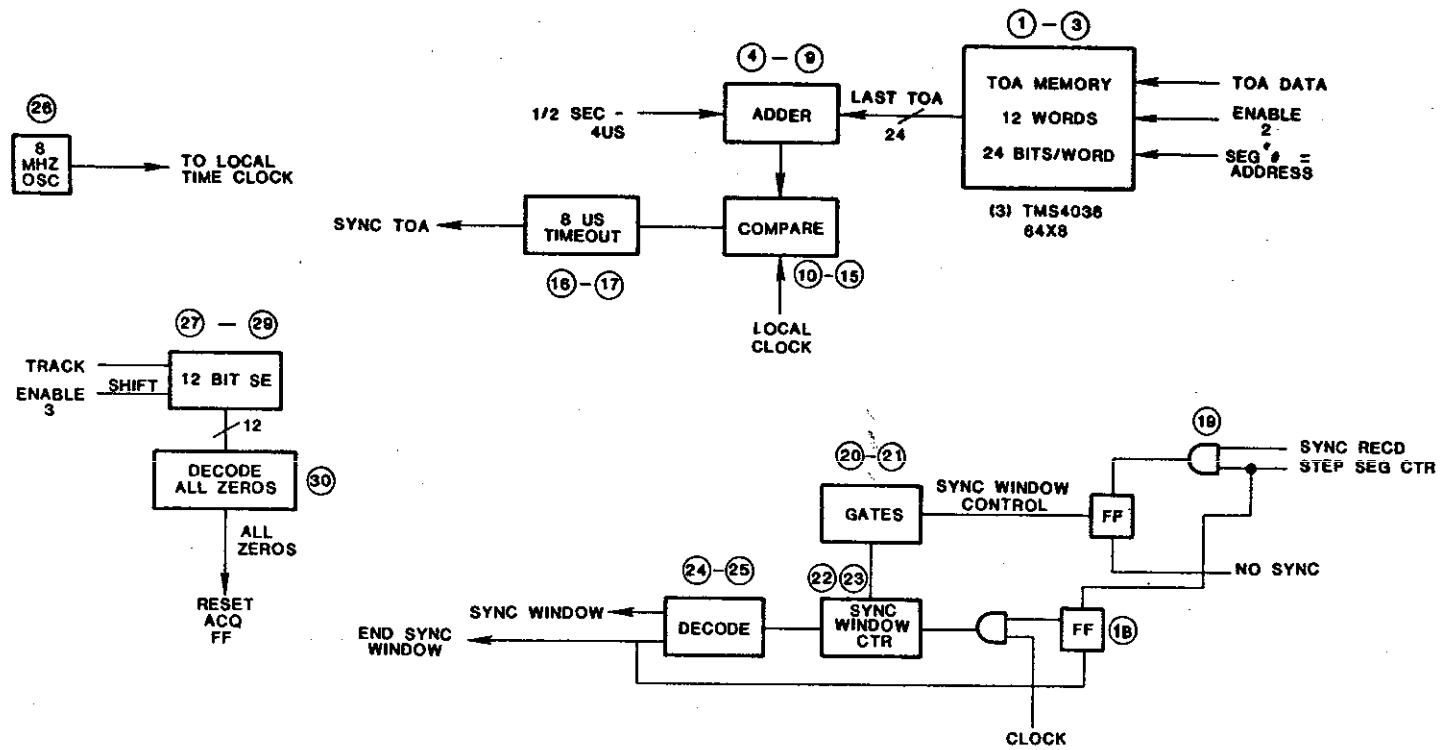 1 - 3
TOA MEMORY
12 WORDS
24 BITS/WORD
(3) TMS4036
64X8
TOA DATA
ENABLE
2
SEG # =
ADDRESS
4 - 9
ADDER
LAST TOA
24
1/2 SEC -
4US
26
8
MHZ
OSC
TO LOCAL
TIME CLOCK
SYNC TOA
8 US
TIMEOUT
COMPARE
16 - 17
10 - 15
LOCAL
CLOCK
27 - 29
TRACK
ENABLE
3
SHIFT
12 BIT SE
12
DECODE
ALL ZEROS
30
ALL
ZEROS
RESET
ACQ
FF
19
SYNC RECD
STEP SEG CTR
20 - 21
GATES
SYNC WINDOW
CONTROL
FF
NO SYNC
24 - 25
22 23
SYNC WINDOW
END SYNC
WINDOW
DECODE
SYNC
WINDOW
CTR
FF
1B
CLOCK